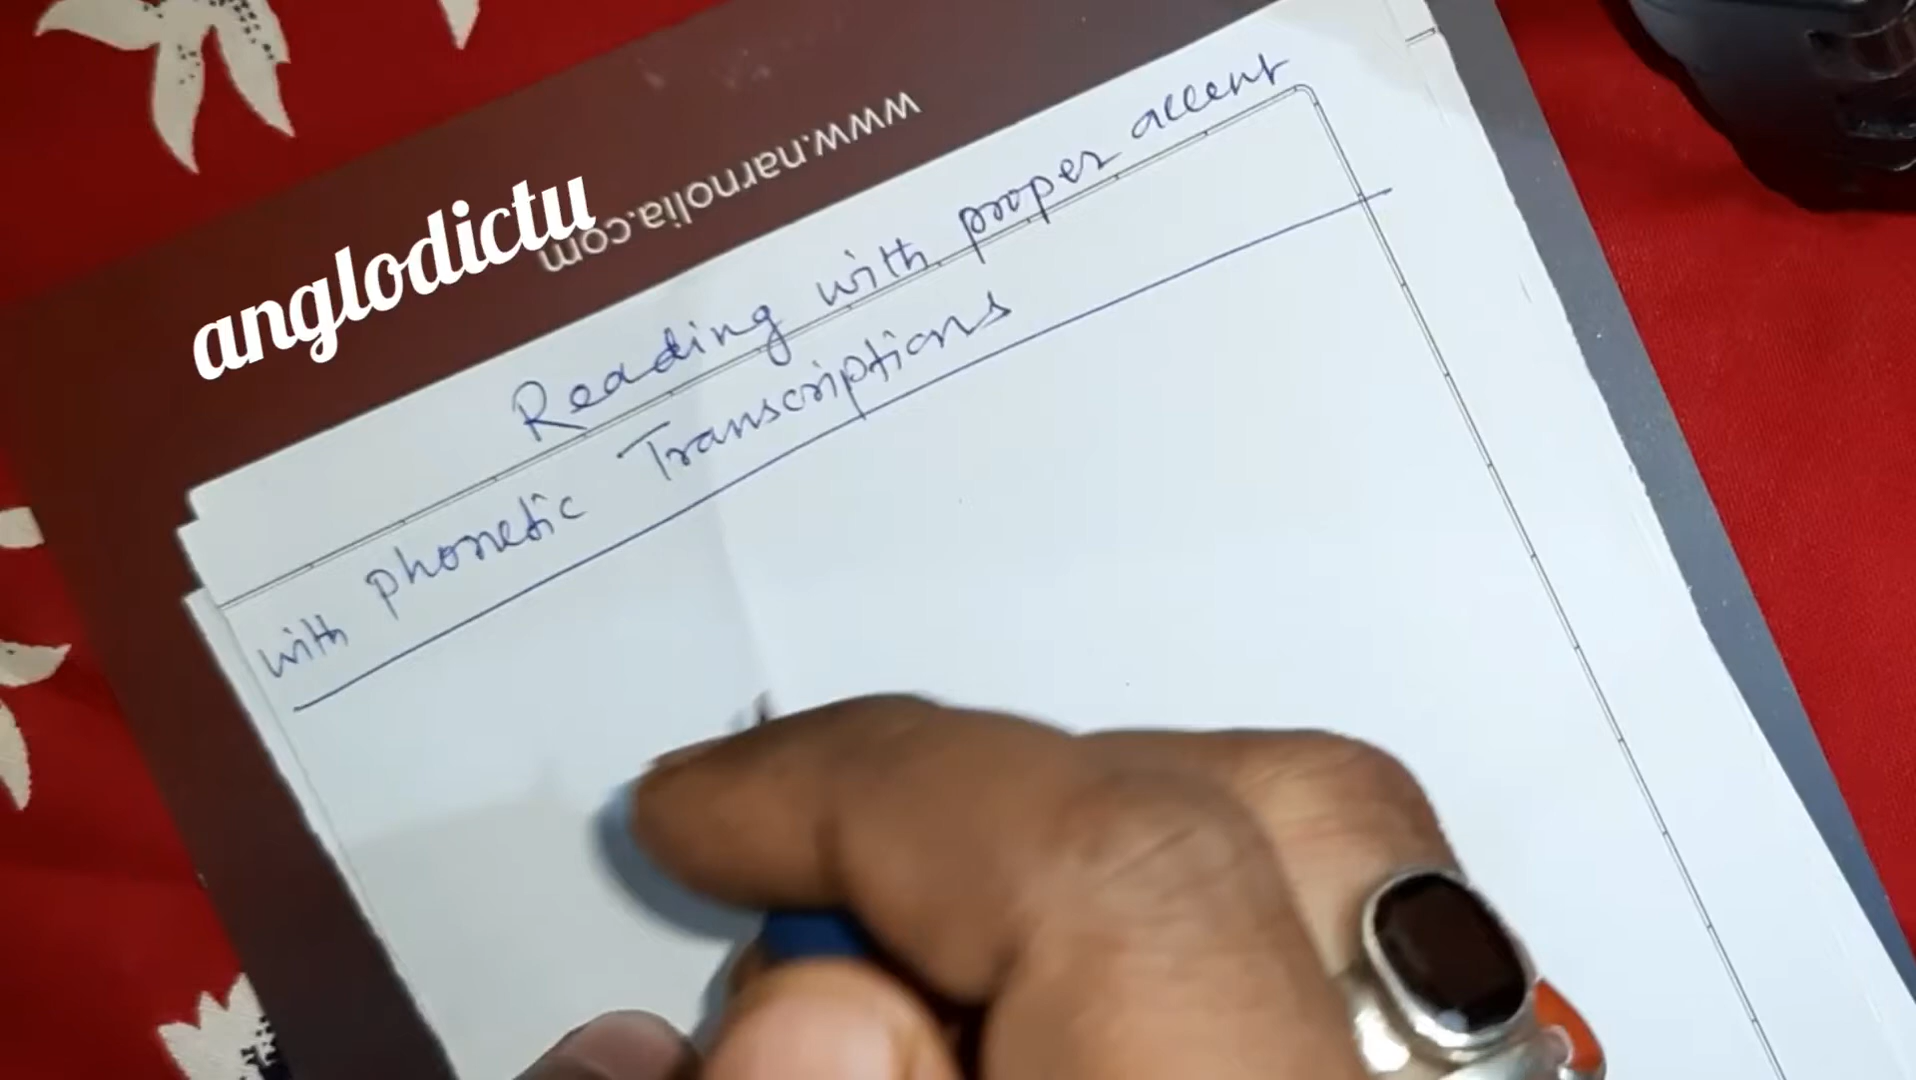 www.narnolia.com
anglodictu
Reading with proper accent
with phonetic Transcriptions